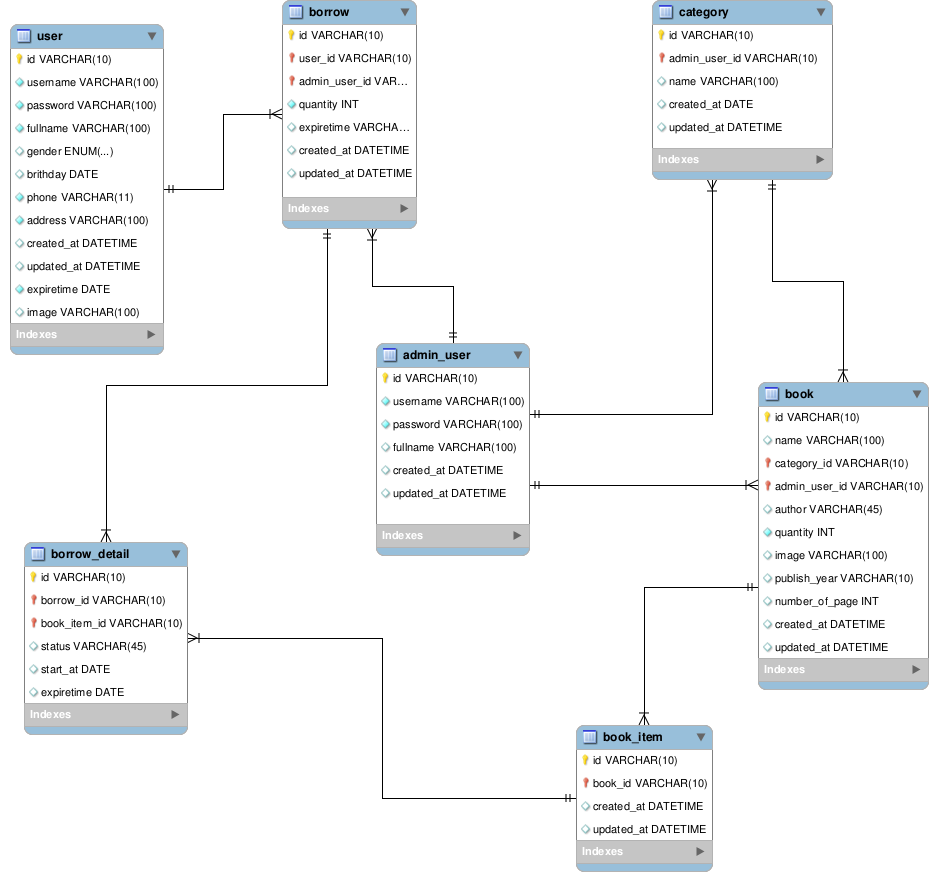 user
id VARCHAR(10)
username VARCHAR(100)
password VARCHAR(100)
fullname VARCHAR(100)
gender ENUM(...)
brithday DATE
phone VARCHAR(11)
address VARCHAR(100)
created_at DATETIME
updated_at DATETIME
expiretime DATE
image VARCHAR(100)
Indexes
borrow
id VARCHAR(10)
user_id VARCHAR(10)
admin_user_id VAR...
quantity INT
expiretime VARCHA...
created_at DATETIME
updated_at DATETIME
Indexes
category
id VARCHAR(10)
admin_user_id VARCHAR(10)
name VARCHAR(100)
created_at DATE
updated_at DATETIME
Indexes
admin_user
id VARCHAR(10)
username VARCHAR(100)
password VARCHAR(100)
fullname VARCHAR(100)
created_at DATETIME
updated_at DATETIME
Indexes
book
id VARCHAR(10)
name VARCHAR(100)
category_id VARCHAR(10)
admin_user_id VARCHAR(10)
author VARCHAR(45)
quantity INT
image VARCHAR(100)
publish_year VARCHAR(10)
number_of_page INT
created_at DATETIME
updated_at DATETIME
Indexes
borrow_detail
id VARCHAR(10)
borrow_id VARCHAR(10)
book_item_id VARCHAR(10)
status VARCHAR(45)
start_at DATE
expiretime DATE
Indexes
book_item
id VARCHAR(10)
book_id VARCHAR(10)
created_at DATETIME
updated_at DATETIME
Indexes